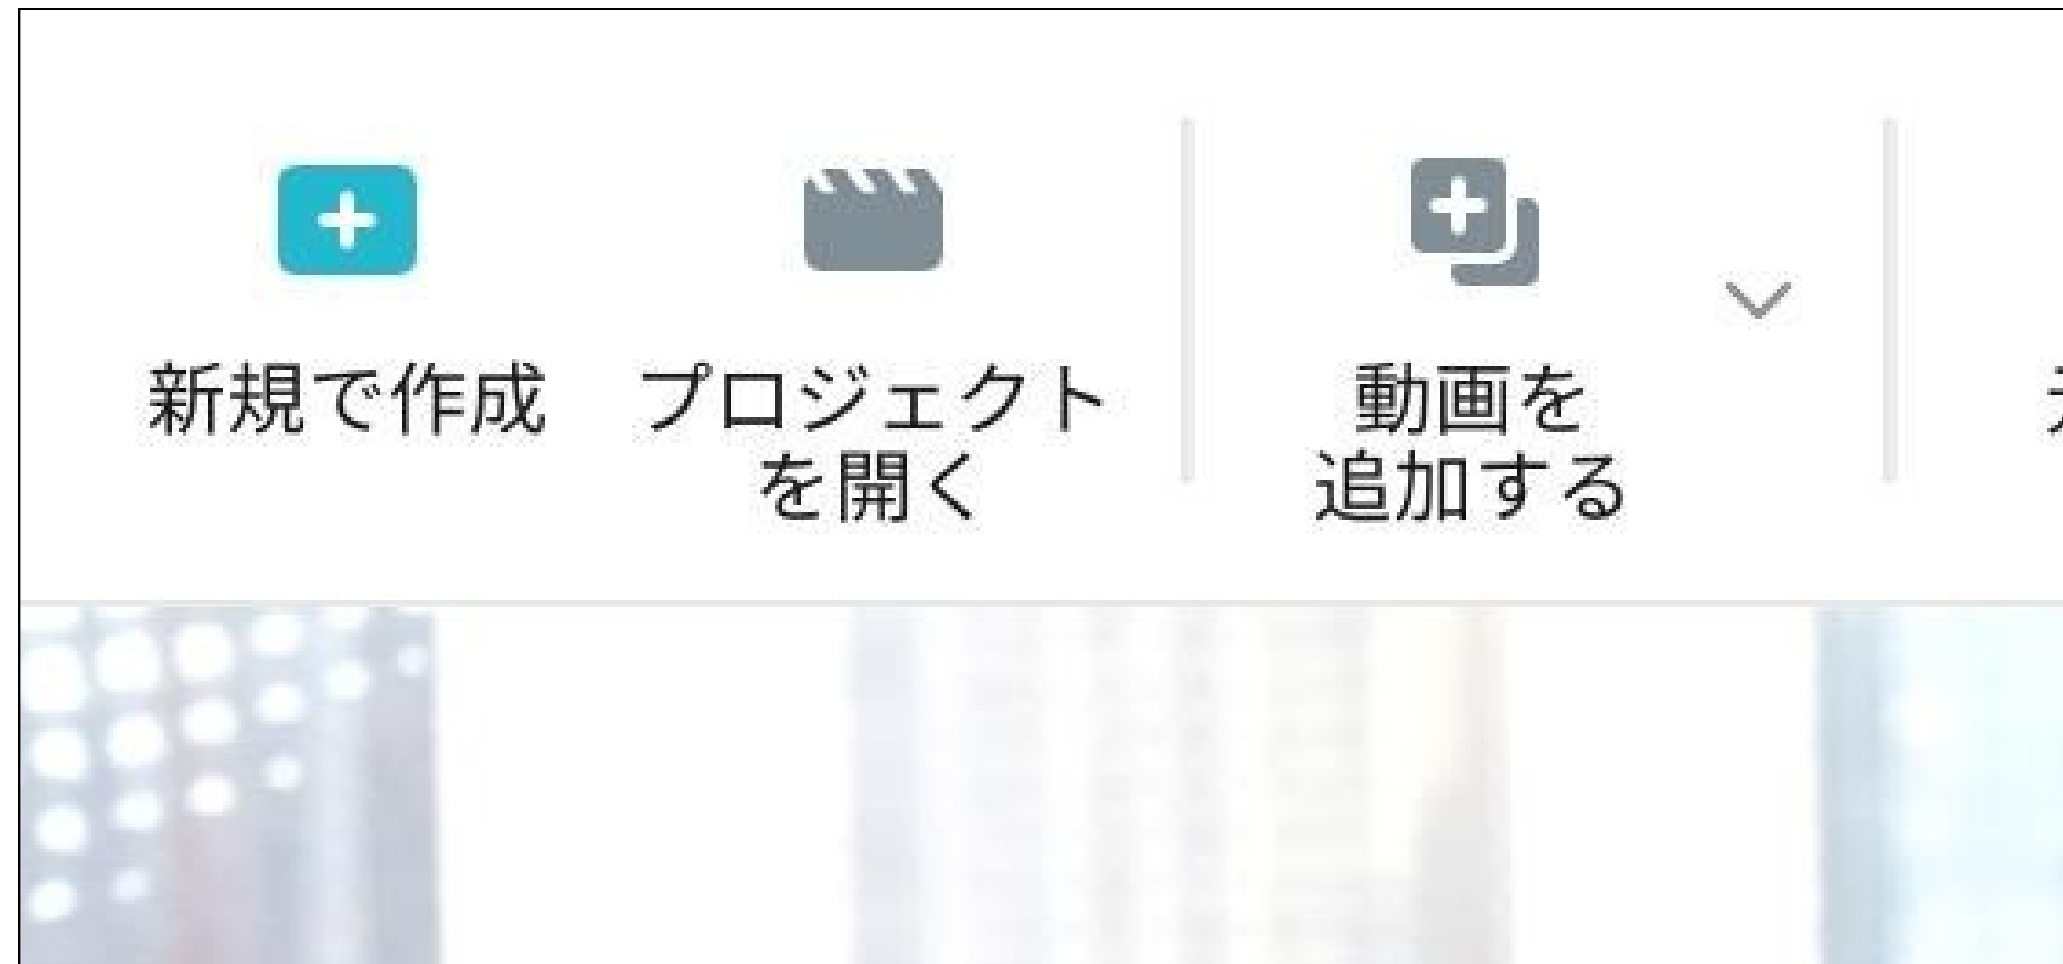 新規で作成
プロジェクト
を開く
動画を
追加する